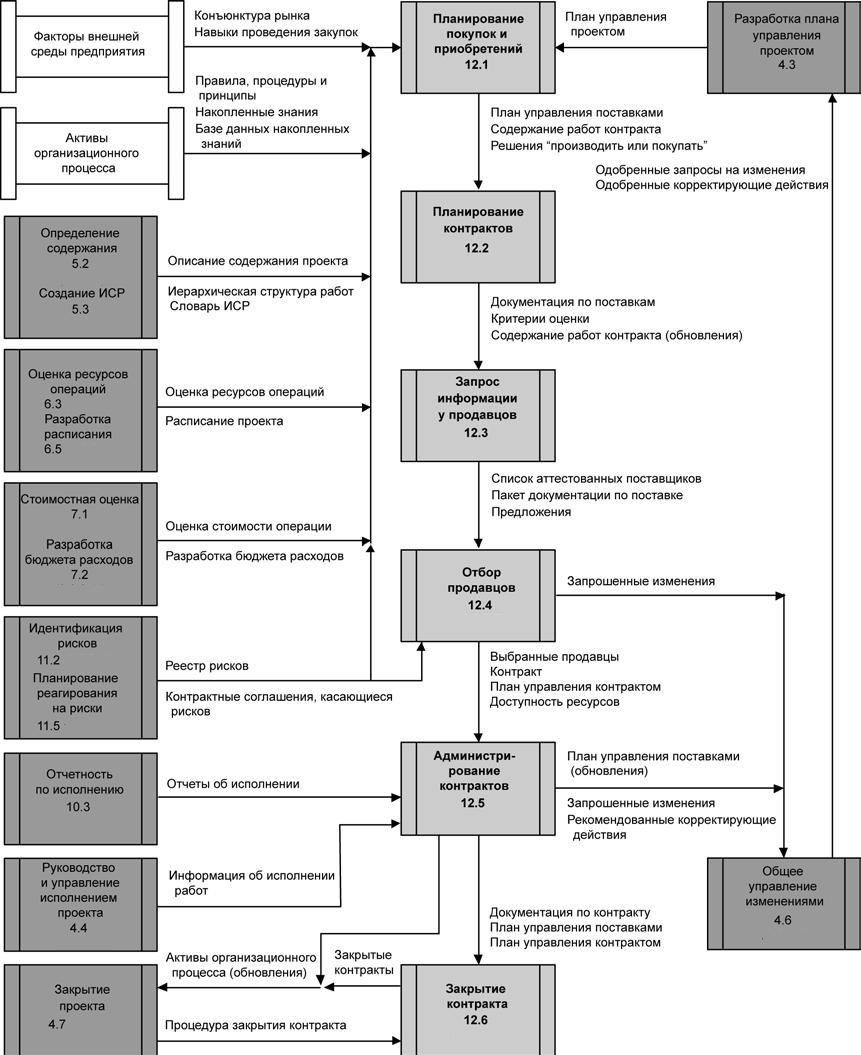 Факторы внешней
среды предприятия
Конъюнктура рынка
Навыки проведения закупок
Планирование
покупок и
приобретений
12.1
План управления
проектом
Разработка плана
управления
проектом
4.3
Правила, процедуры и
принципы
Накопленные знания
Базе данных накопленных
знаний
Активы
организационного
процесса
План управления поставками
Содержание работ контракта
Решения “производить или покупать”
Одобренные запросы на изменения
Одобренные корректирующие действия
Определение
содержания
5.2
Создание ИСР
5.3
Описание содержания проекта
Иерархическая структура работ
Словарь ИСР
Планирование
контрактов
12.2
Документация по поставкам
Критерии оценки
Содержание работ контракта (обновления)
Оценка ресурсов
операций
6.3
Разработка
расписания
6.5
Оценка ресурсов операций
Расписание проекта
Запрос
информации
у продавцов
12.3
Список аттестованных поставщиков
Пакет документации по поставке
Предложения
Стоимостная оценка
7.1
Разработка
бюджета расходов
7.2
Оценка стоимости операции
Разработка бюджета расходов
Отбор
продавцов
12.4
Запрошенные изменения
Идентификация
рисков
11.2
Планирование
реагирования
на риски
11.5
Реестр рисков
Контрактные соглашения, касающиеся
рисков
Выбранные продавцы
Контракт
План управления контрактом
Доступность ресурсов
Отчетность
по исполнению
10.3
Отчеты об исполнении
Администри-
рование
контрактов
12.5
План управления поставками
(обновления)
Запрошенные изменения
Рекомендованные корректирующие
действия
Руководство
и управление
исполнением
проекта
4.4
Информация об исполнении
работ
Общее
управление
изменениями
4.6
Документация по контракту
План управления поставками
План управления контрактом
Активы организационного
процесса (обновления)
Закрытые
контракты
Закрытие
проекта
4.7
Процедура закрытия контракта
Закрытие
контракта
12.6